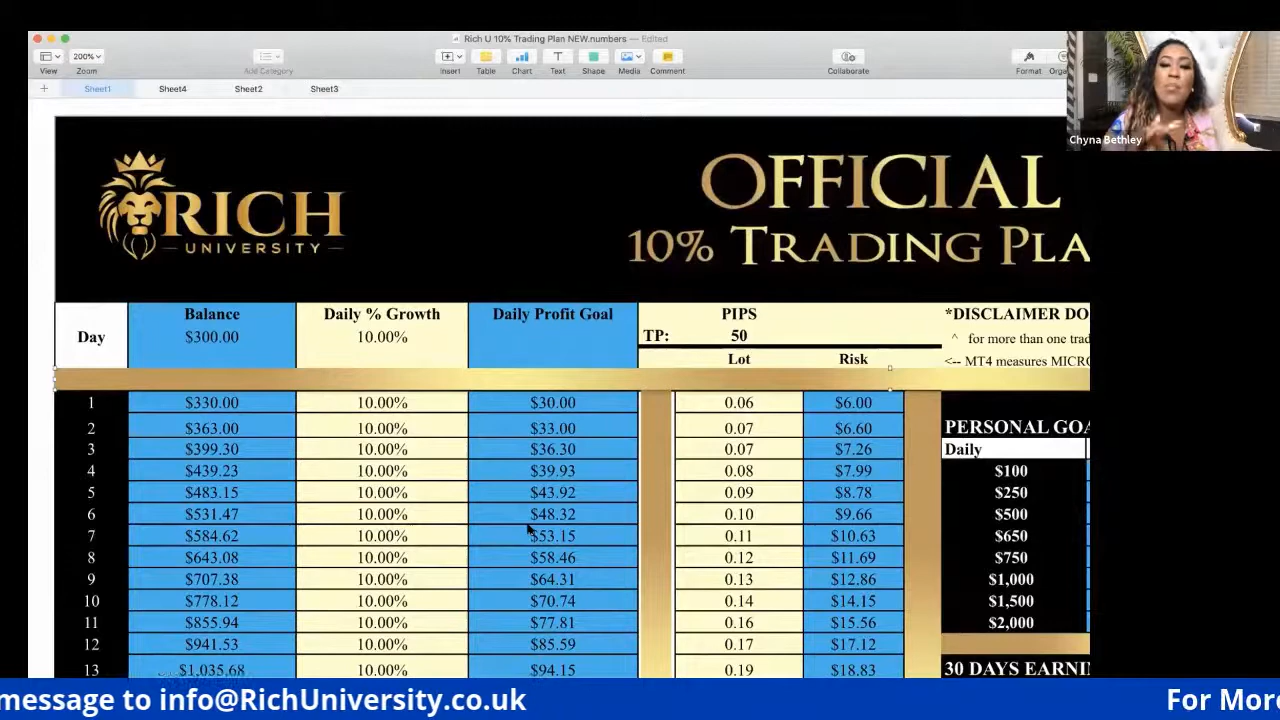 Rich U 10% Trading Plan NEW.numbers — Edited
200%
View Zoom Add Category Insert Table Chart Text Shape Media Comment Collaborate Format
Sheet1 Sheet4 Sheet2 Sheet3
Chyna Bethley
RICH
UNIVERSITY
OFFICIAL
10% TRADING PLA
Day Balance Daily % Growth Daily Profit Goal PIPS *DISCLAIMER DO
$300.00 10.00% TP: 50 ^ for more than one trad
Lot Risk <-- MT4 measures MICR
1 $330.00 10.00% $30.00 0.06 $6.00
2 $363.00 10.00% $33.00 0.07 $6.60 PERSONAL GOA
3 $399.30 10.00% $36.30 0.07 $7.26 Daily
4 $439.23 10.00% $39.93 0.08 $7.99 $100
5 $483.15 10.00% $43.92 0.09 $8.78 $250
6 $531.47 10.00% $48.32 0.10 $9.66 $500
7 $584.62 10.00% $53.15 0.11 $10.63 $650
8 $643.08 10.00% $58.46 0.12 $11.69 $750
9 $707.38 10.00% $64.31 0.13 $12.86 $1,000
10 $778.12 10.00% $70.74 0.14 $14.15 $1,500
11 $855.94 10.00% $77.81 0.16 $15.56 $2,000
12 $941.53 10.00% $85.59 0.17 $17.12
13 $1,035.68 10.00% $94.15 0.19 $18.83 30 DAYS EARNIN
message to info@RichUniversity.co.uk For More